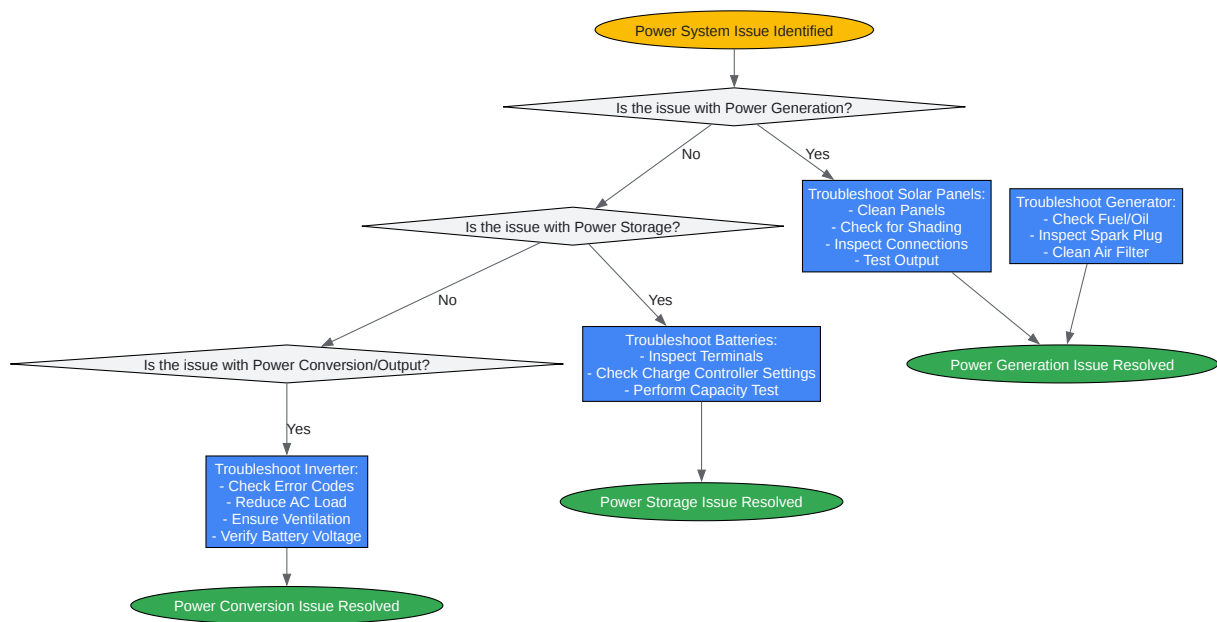 Power System Issue Identified
Is the issue with Power Generation?
No
Yes
Troubleshoot Solar Panels:
- Clean Panels
- Check for Shading
- Inspect Connections
- Test Output
Troubleshoot Generator:
- Check Fuel/Oil
- Inspect Spark Plug
- Clean Air Filter
Is the issue with Power Storage?
No
Yes
Troubleshoot Batteries:
- Inspect Terminals
- Check Charge Controller Settings
- Perform Capacity Test
Is the issue with Power Conversion/Output?
Power Generation Issue Resolved
Yes
Troubleshoot Inverter:
- Check Error Codes
- Reduce AC Load
- Ensure Ventilation
- Verify Battery Voltage
Power Storage Issue Resolved
Power Conversion Issue Resolved